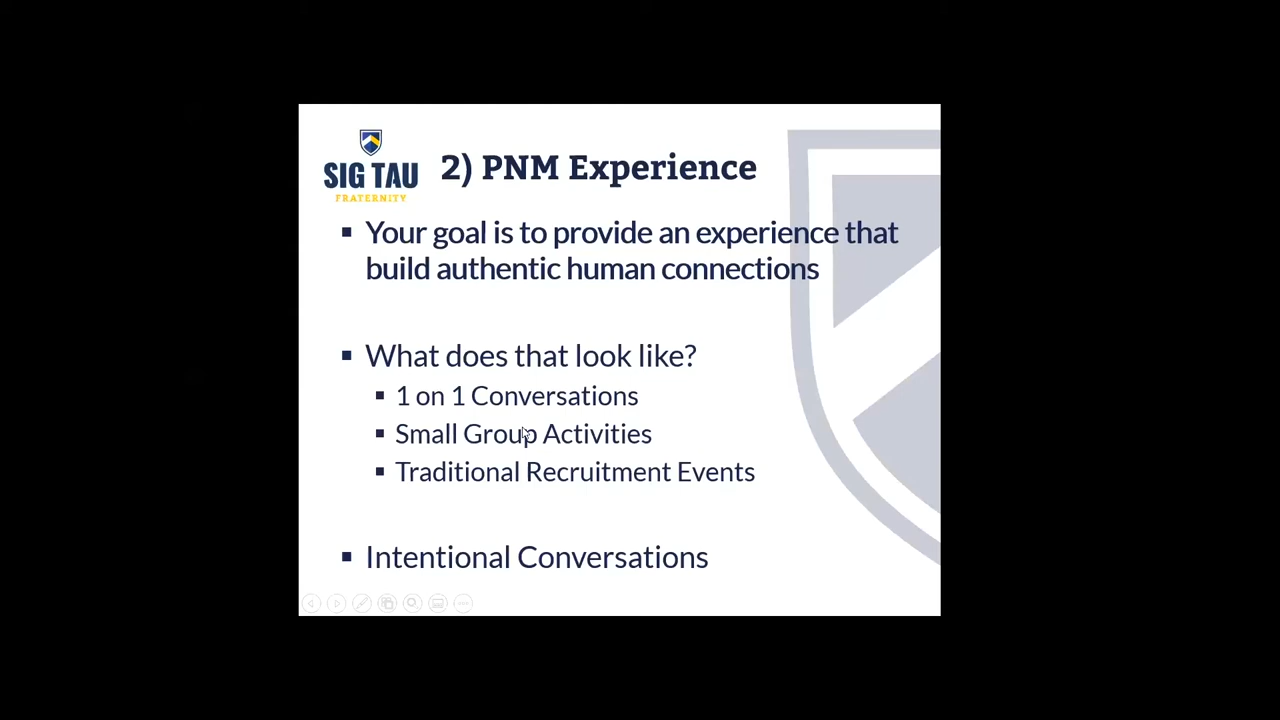 SIG TAU
FRATERNITY
2) PNM Experience
▪ Your goal is to provide an experience that
build authentic human connections
▪ What does that look like?
▪ 1 on 1 Conversations
▪ Small Group Activities
▪ Traditional Recruitment Events
▪ Intentional Conversations